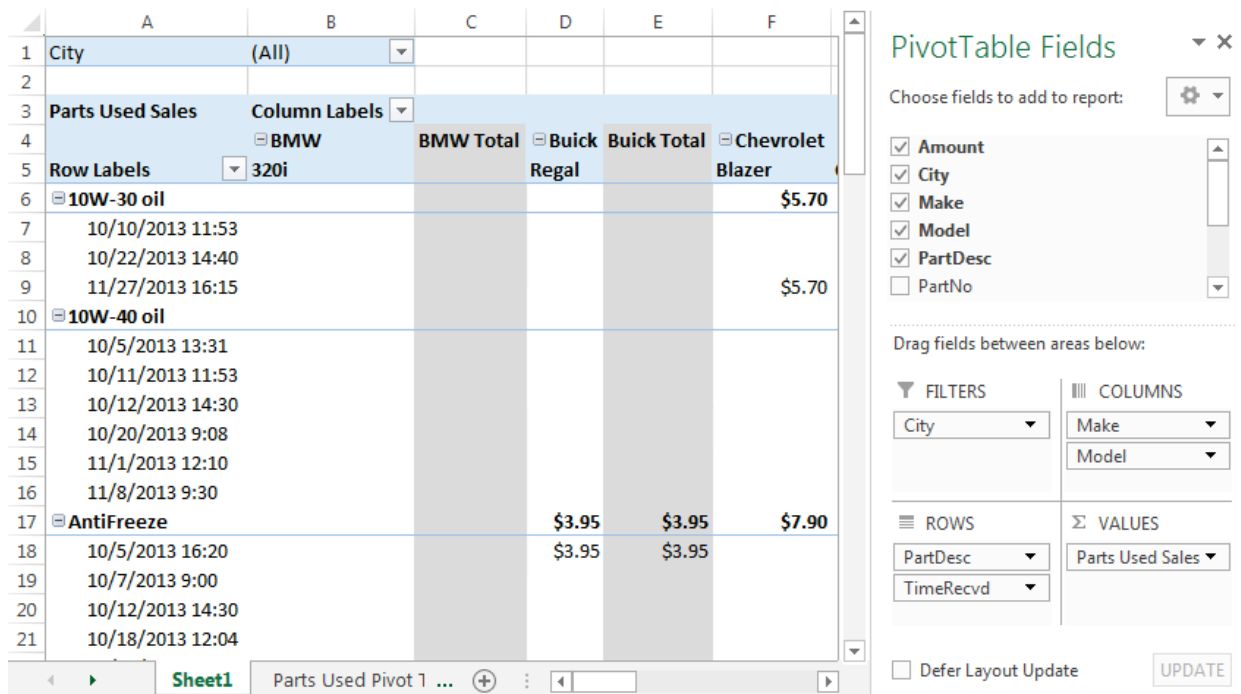 A B C D E F
1 City (All)
2
3 Parts Used Sales Column Labels
4 BMW BMW Total Buick Buick Total Chevrolet
5 Row Labels 320i Regal Blazer
6 10W-30 oil $5.70
7 10/10/2013 11:53
8 10/22/2013 14:40
9 11/27/2013 16:15 $5.70
10 10W-40 oil
11 10/5/2013 13:31
12 10/11/2013 11:53
13 10/12/2013 14:30
14 10/20/2013 9:08
15 11/1/2013 12:10
16 11/8/2013 9:30
17 AntiFreeze $3.95 $3.95 $7.90
18 10/5/2013 16:20 $3.95 $3.95
19 10/7/2013 9:00
20 10/12/2013 14:30
21 10/18/2013 12:04
Sheet1 Parts Used Pivot T ...
PivotTable Fields
Choose fields to add to report:
Amount
City
Make
Model
PartDesc
PartNo
Drag fields between areas below:
FILTERS COLUMNS
City Make
Model
ROWS Σ VALUES
PartDesc Parts Used Sales
TimeRecvd
Defer Layout Update UPDATE